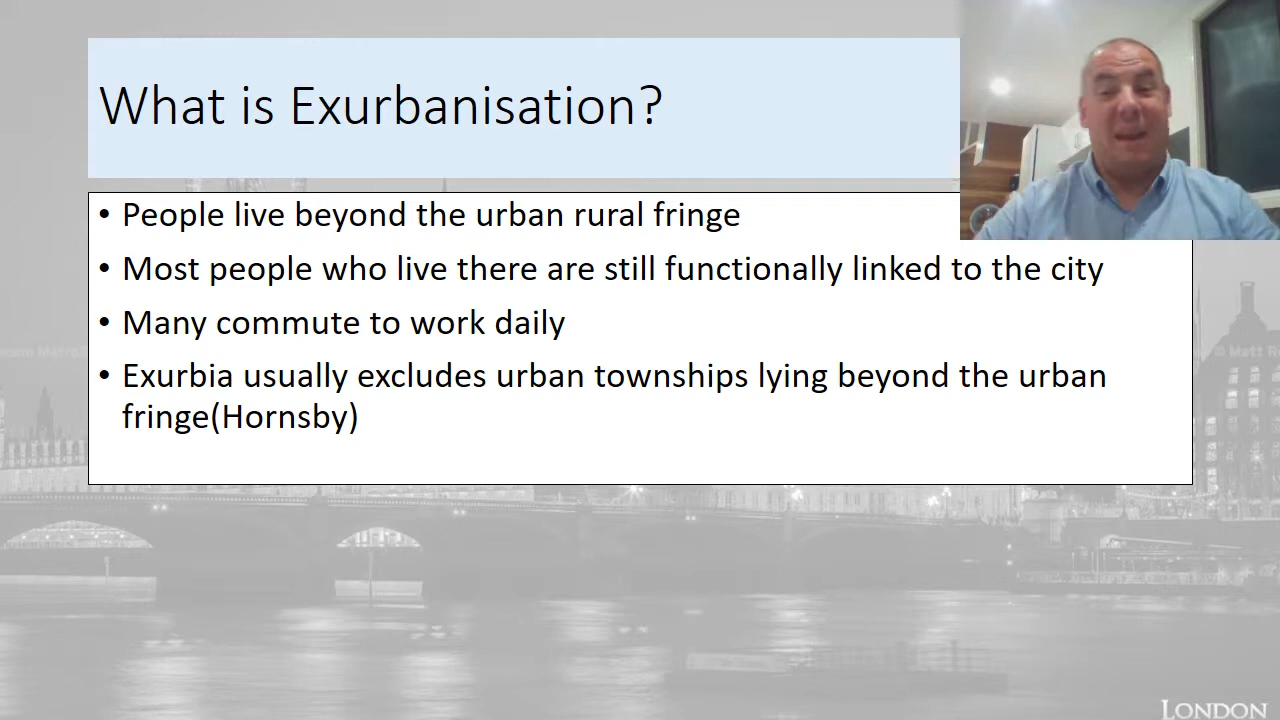 What is Exurbanisation?
• People live beyond the urban rural fringe
• Most people who live there are still functionally linked to the city
• Many commute to work daily
• Exurbia usually excludes urban townships lying beyond the urban
fringe(Hornsby)
LONDON